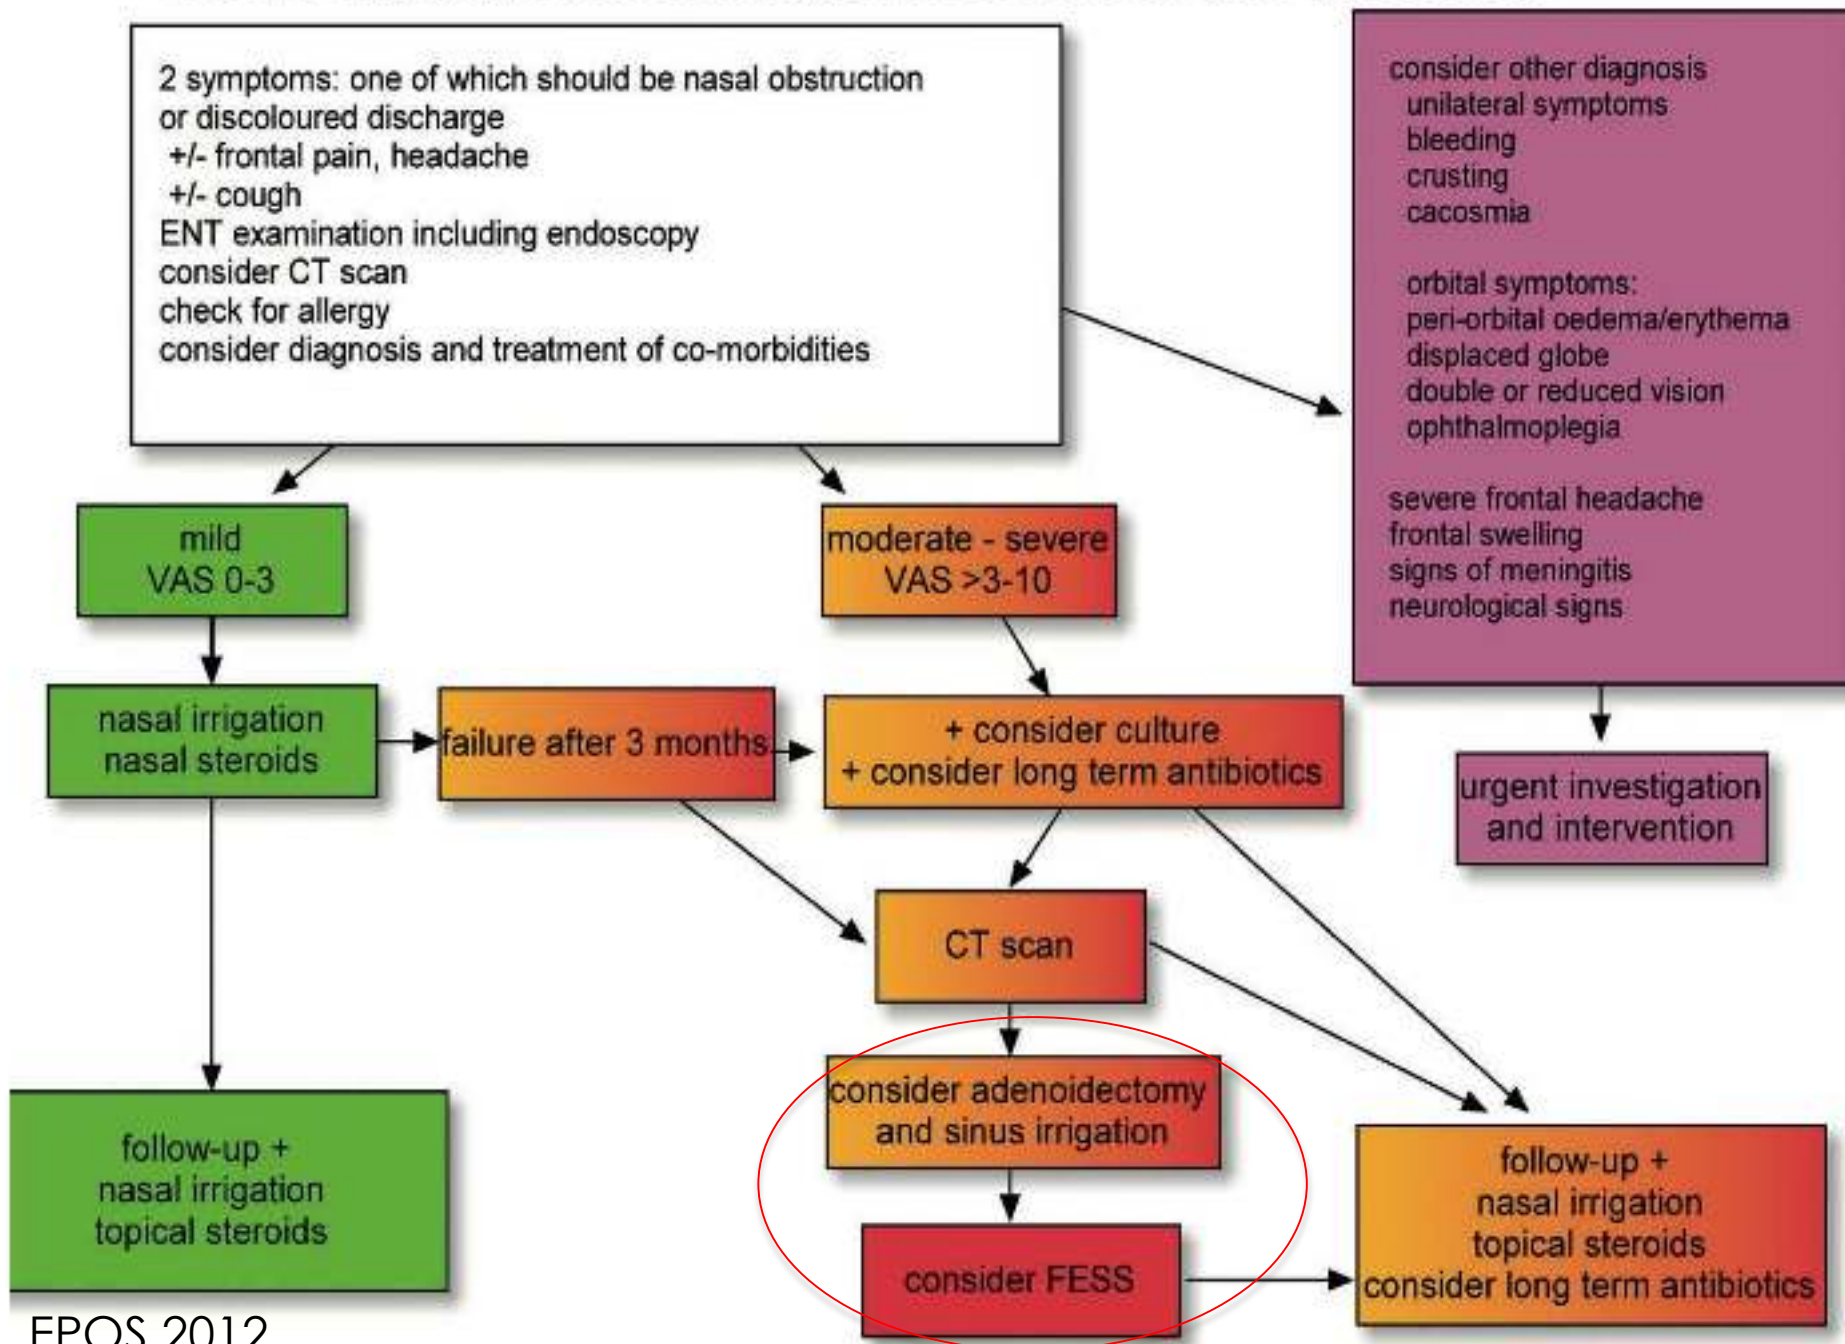 2 symptoms: one of which should be nasal obstruction
or discoloured discharge
+/- frontal pain, headache
+/- cough
ENT examination including endoscopy
consider CT scan
check for allergy
consider diagnosis and treatment of co-morbidities
consider other diagnosis
unilateral symptoms
bleeding
crusting
cacosmia
orbital symptoms:
peri-orbital oedema/erythema
displaced globe
double or reduced vision
ophthalmoplegia
severe frontal headache
frontal swelling
signs of meningitis
neurological signs
mild
VAS 0-3
moderate - severe
VAS >3-10
nasal irrigation
nasal steroids
failure after 3 months
+ consider culture
+ consider long term antibiotics
urgent investigation
and intervention
CT scan
consider adenoidectomy
and sinus irrigation
follow-up +
nasal irrigation
topical steroids
consider FESS
follow-up +
nasal irrigation
topical steroids
consider long term antibiotics
EPOS 2012